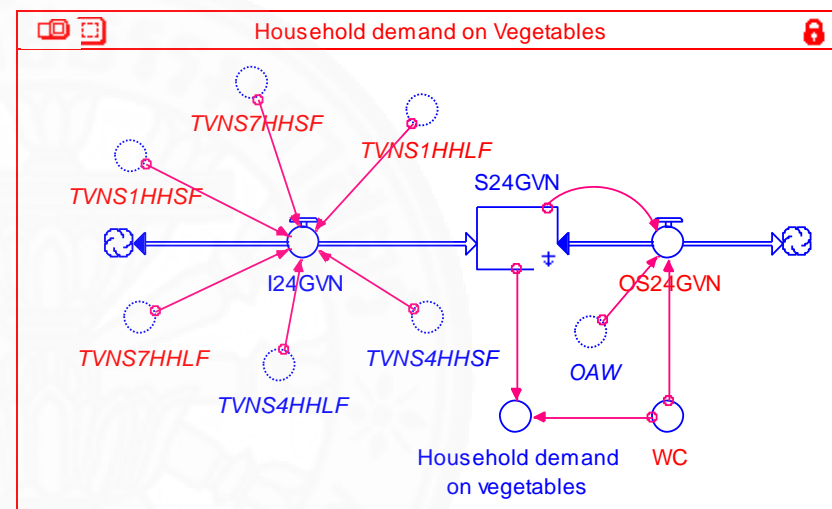 Household demand on Vegetables
TVNS7HHSF
TVNS1HHLF
TVNS1HHSF
S24GVN
I24GVN
OS24GVN
TVNS7HHLF
TVNS4HHSF
OAW
TVNS4HHLF
Household demand
on vegetables
WC